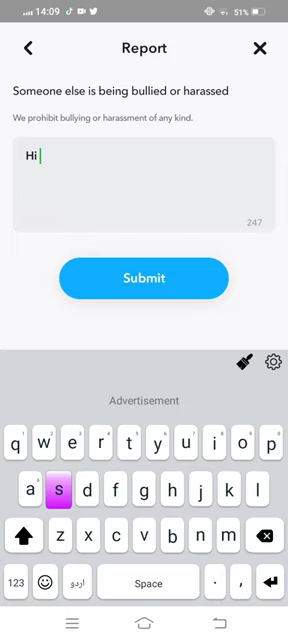 14:09 51%
Report
Someone else is being bullied or harassed
We prohibit bullying or harassment of any kind.
Hi
247
Submit
Advertisement
q w e r t y u i o p
a s d f g h j k l
z x c v b n m
123 اردو Space . ,